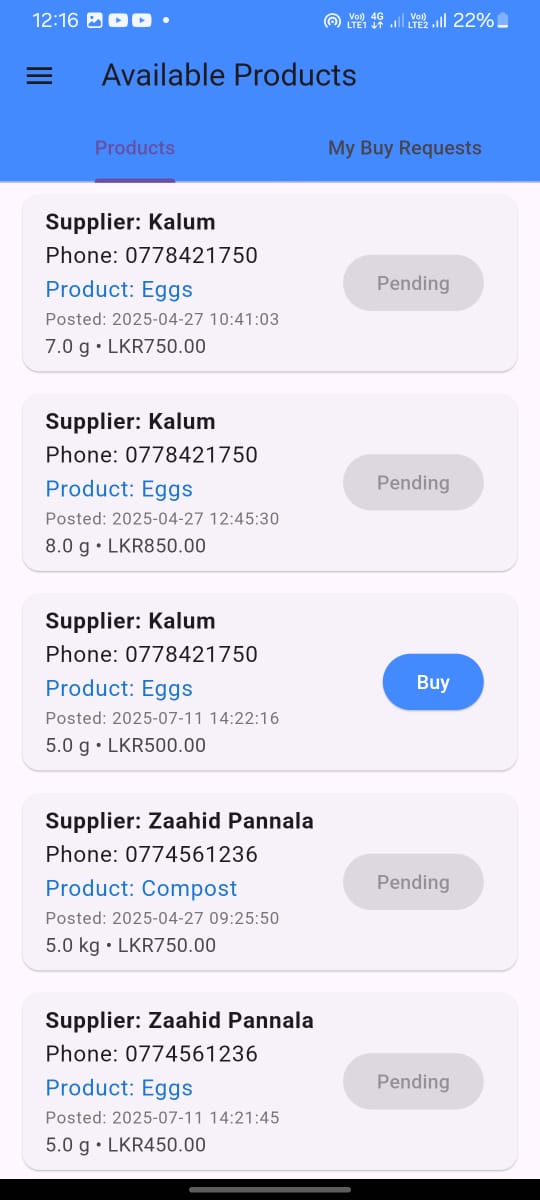 12:16
Vo)) 4G Vo))
LTE1 LTE2 22%
Available Products
Products My Buy Requests
Supplier: Kalum
Phone: 0778421750
Product: Eggs
Posted: 2025-04-27 10:41:03
7.0 g • LKR750.00
Pending
Supplier: Kalum
Phone: 0778421750
Product: Eggs
Posted: 2025-04-27 12:45:30
8.0 g • LKR850.00
Pending
Supplier: Kalum
Phone: 0778421750
Product: Eggs
Posted: 2025-07-11 14:22:16
5.0 g • LKR500.00
Buy
Supplier: Zaahid Pannala
Phone: 0774561236
Product: Compost
Posted: 2025-04-27 09:25:50
5.0 kg • LKR750.00
Pending
Supplier: Zaahid Pannala
Phone: 0774561236
Product: Eggs
Posted: 2025-07-11 14:21:45
5.0 g • LKR450.00
Pending